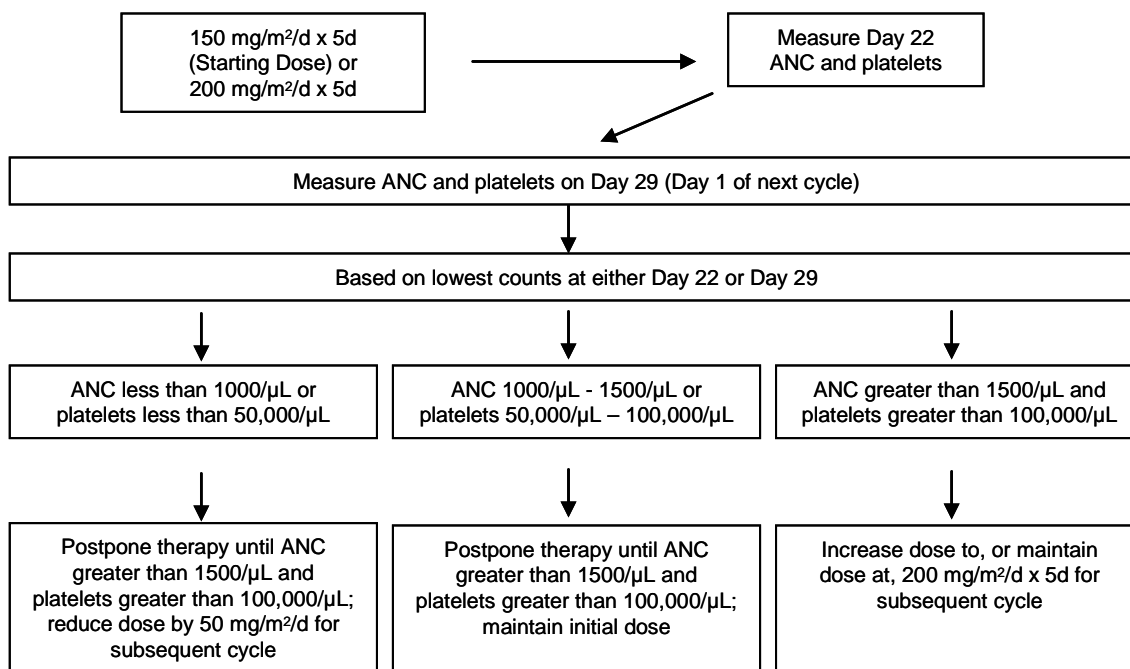 150 mg/m²/d x 5d
(Starting Dose) or
200 mg/m²/d x 5d
Measure Day 22
ANC and platelets
Measure ANC and platelets on Day 29 (Day 1 of next cycle)
Based on lowest counts at either Day 22 or Day 29
ANC less than 1000/µL or
platelets less than 50,000/µL
ANC 1000/µL - 1500/µL or
platelets 50,000/µL – 100,000/µL
ANC greater than 1500/µL and
platelets greater than 100,000/µL
Postpone therapy until ANC
greater than 1500/µL and
platelets greater than 100,000/µL;
reduce dose by 50 mg/m²/d for
subsequent cycle
Postpone therapy until ANC
greater than 1500/µL and
platelets greater than 100,000/µL;
maintain initial dose
Increase dose to, or maintain
dose at, 200 mg/m²/d x 5d for
subsequent cycle